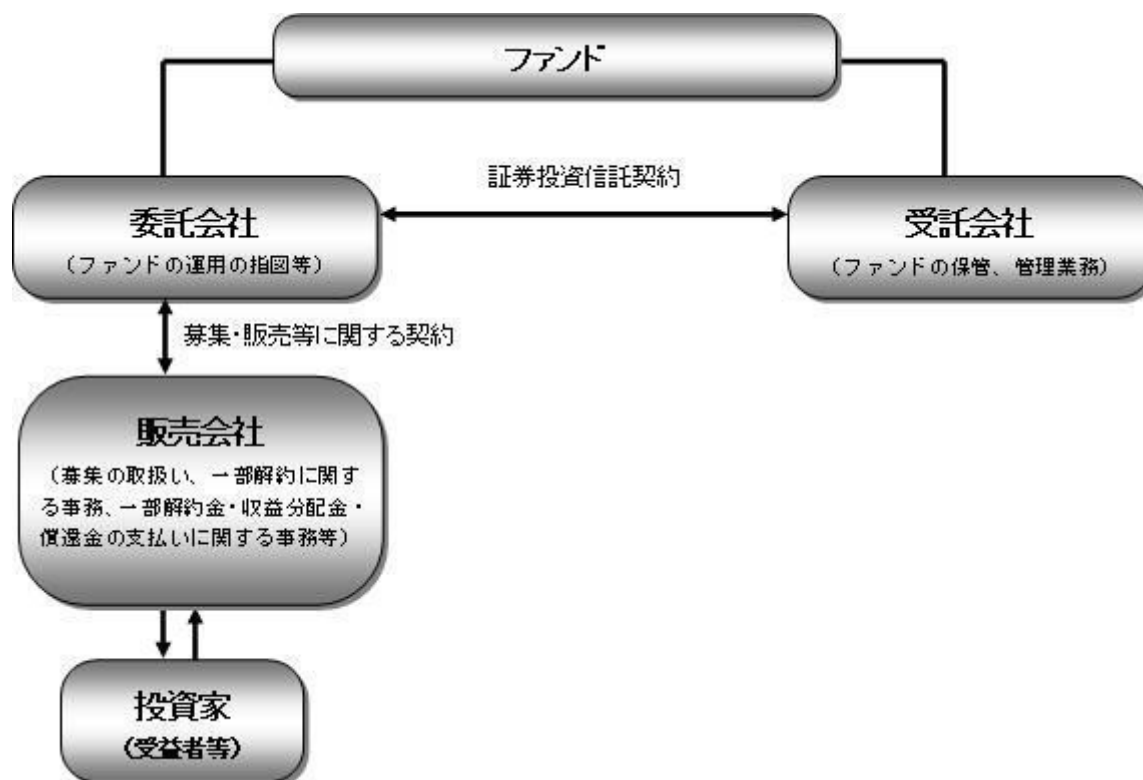 ファンド
証券投資信託契約
委託会社
（ファンドの運用の指図等）
受託会社
（ファンドの保管、管理業務）
募集・販売等に関する契約
販売会社
（募集の取扱い、一部解約に関す
る事務、一部解約金・収益分配金・
償還金の支払いに関する事務等）
投資家
（受益者等）